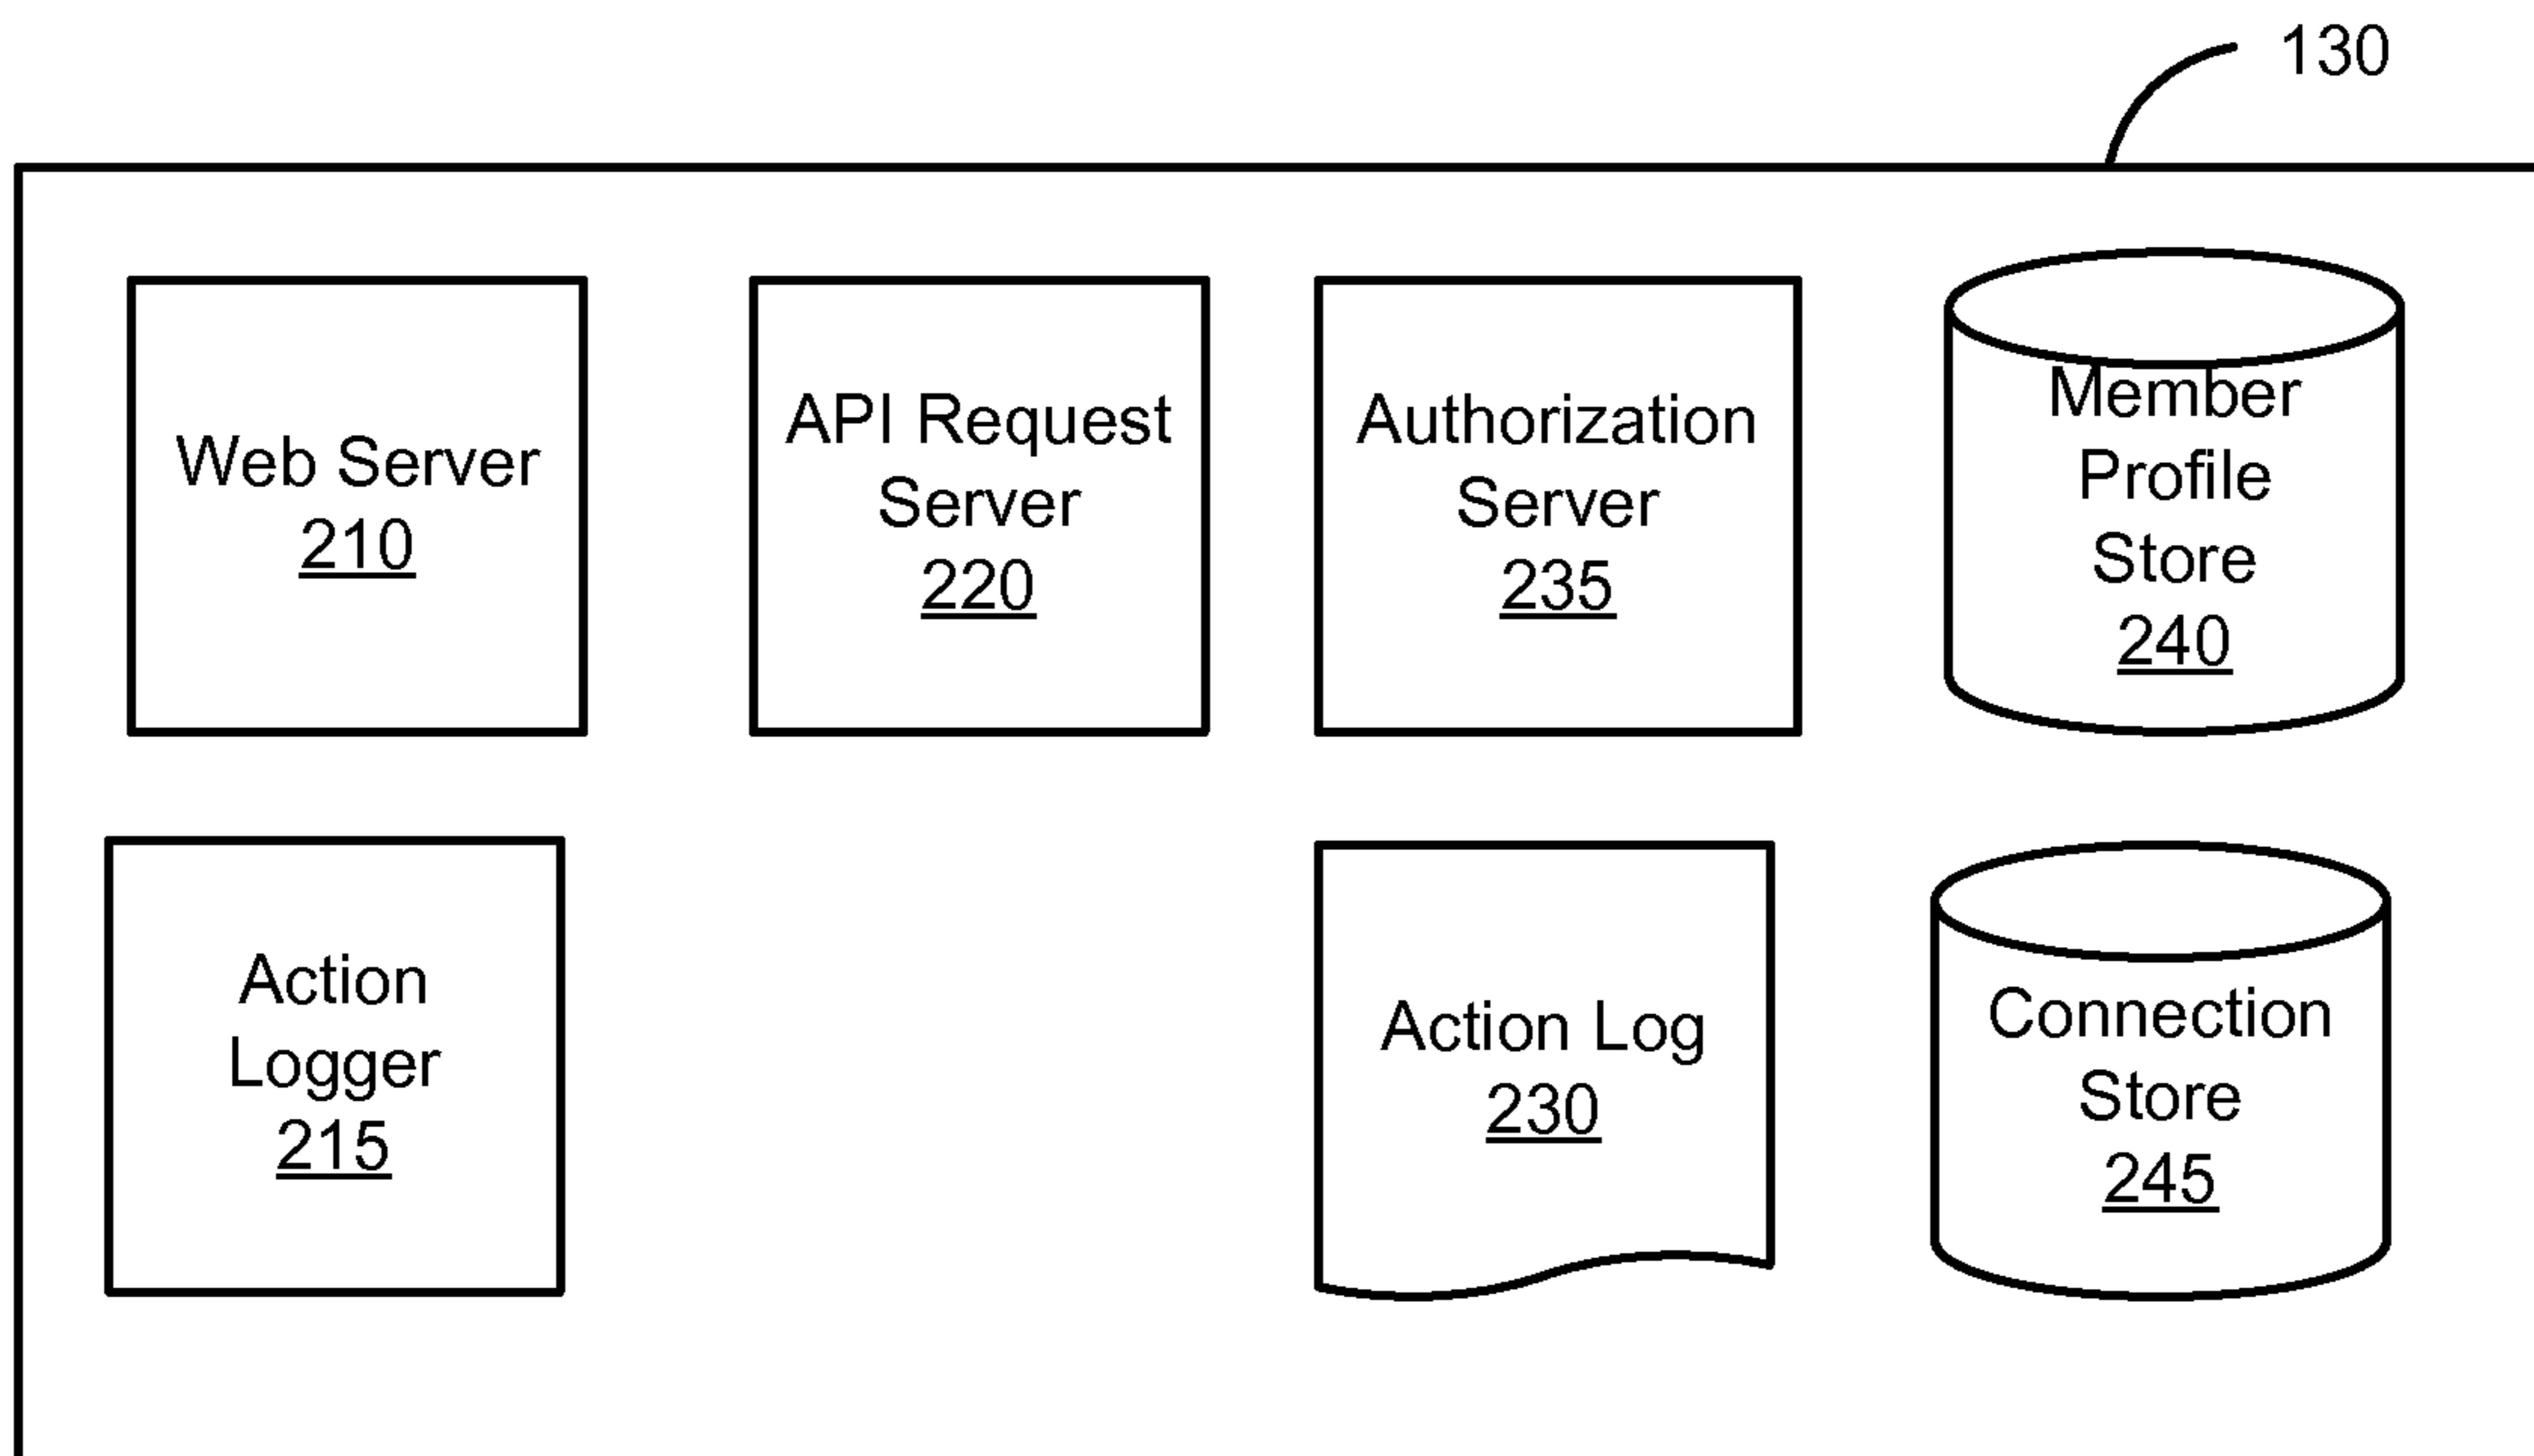 130
Web Server
210
API Request
Server
220
Authorization
Server
235
Member
Profile
Store
240
Action
Logger
215
Action Log
230
Connection
Store
245